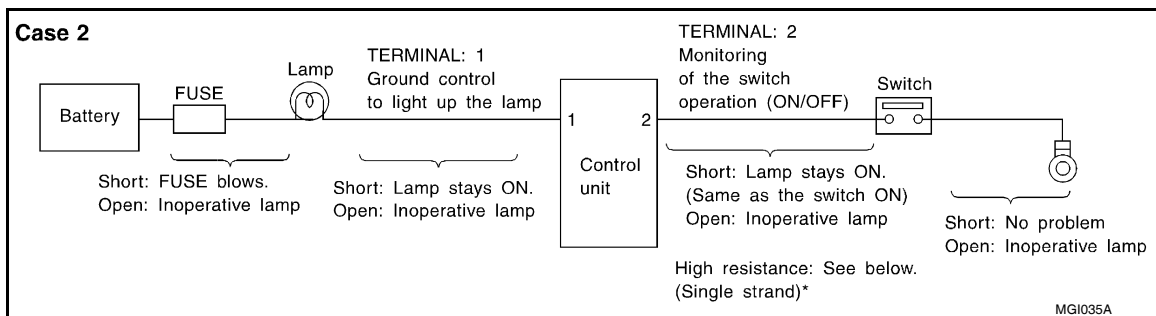 Case 2
Battery
FUSE
Lamp
TERMINAL: 1
Ground control
to light up the lamp
1
2
Control
unit
TERMINAL: 2
Monitoring
of the switch
operation (ON/OFF)
Switch
Short: FUSE blows.
Open: Inoperative lamp
Short: Lamp stays ON.
Open: Inoperative lamp
Short: Lamp stays ON.
(Same as the switch ON)
Open: Inoperative lamp
High resistance: See below.
(Single strand)*
Short: No problem
Open: Inoperative lamp
MGI035A